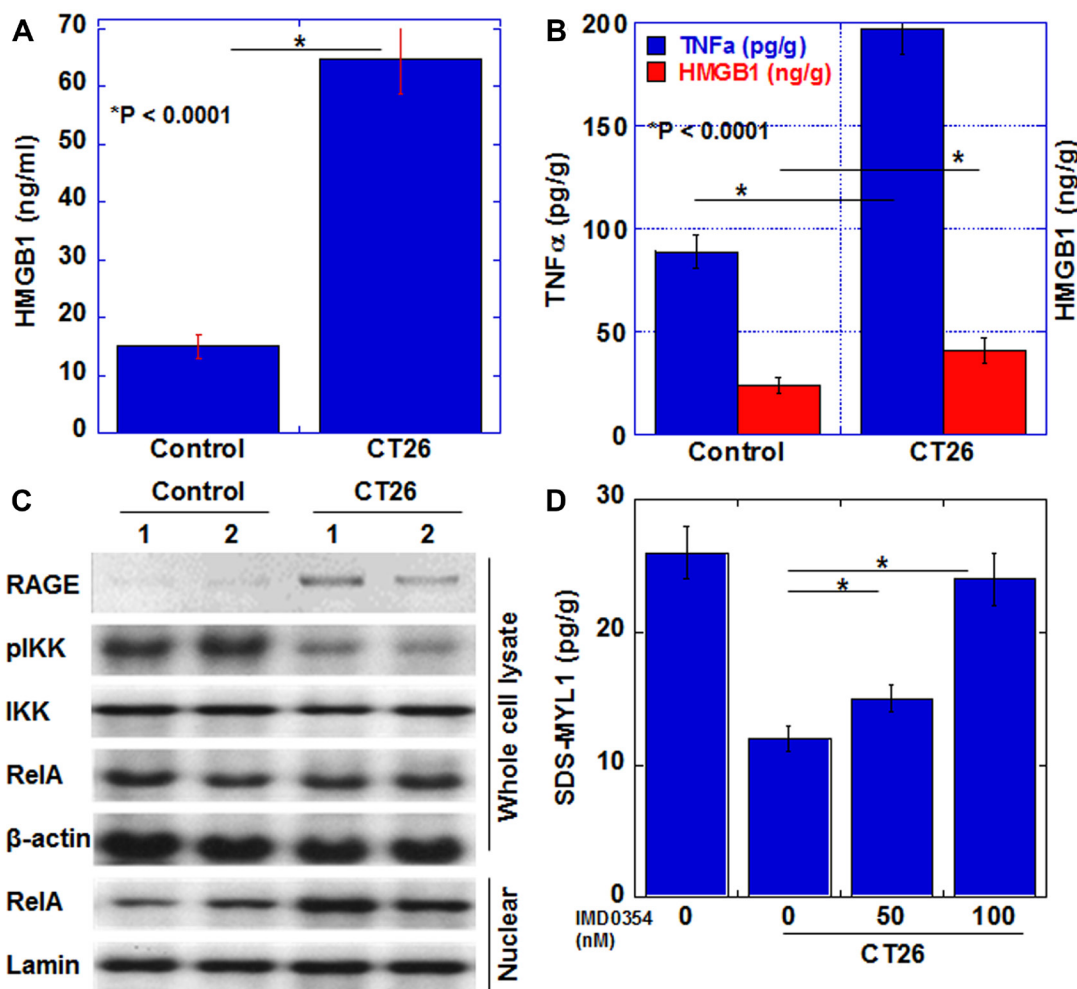 A
HMGB1 (ng/ml)
70
60
50
40
30
20
10
0
*
*P < 0.0001
Control CT26
B
TNFα (pg/g)
200
150
100
50
0
TNFa (pg/g)
HMGB1 (ng/g)
*P < 0.0001
*
*
HMGB1 (ng/g)
Control CT26
C
Control CT26
1 2 1 2
RAGE
pIKK
IKK
RelA
β-actin
Whole cell lysate
RelA
Lamin
Nuclear
D
SDS-MYL1 (pg/g)
30
20
10
0
*
*
IMD0354 (nM)
0 0 50 100
CT26